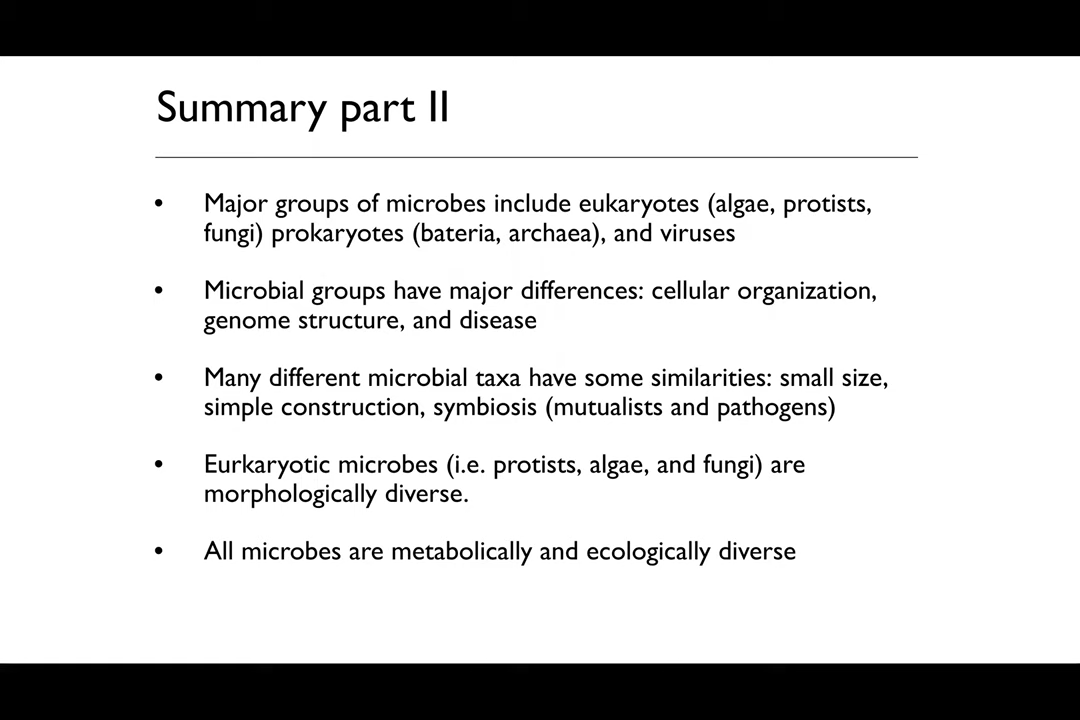 Summary part II
• Major groups of microbes include eukaryotes (algae, protists,
fungi) prokaryotes (bateria, archaea), and viruses
• Microbial groups have major differences: cellular organization,
genome structure, and disease
• Many different microbial taxa have some similarities: small size,
simple construction, symbiosis (mutualists and pathogens)
• Eurkaryotic microbes (i.e. protists, algae, and fungi) are
morphologically diverse.
• All microbes are metabolically and ecologically diverse